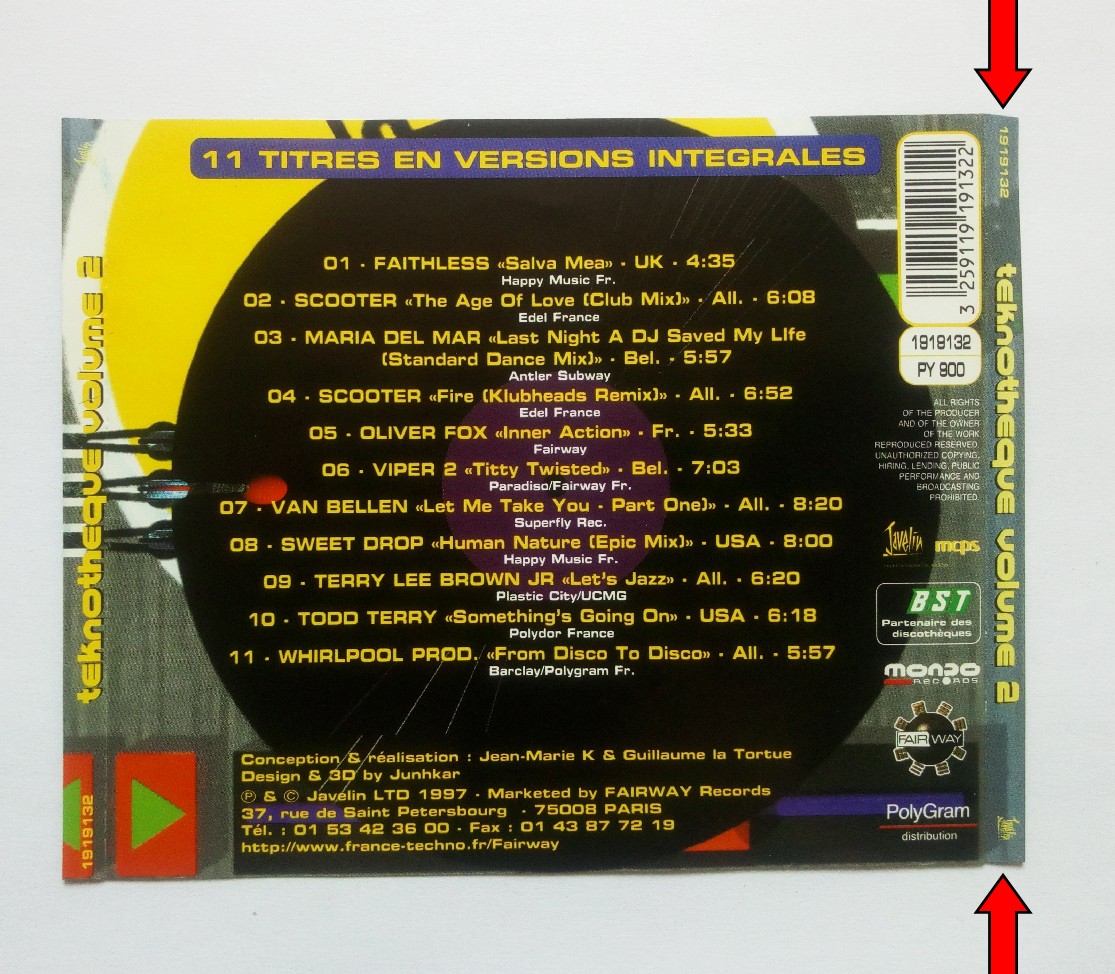 11 TITRES EN VERSIONS INTEGRALES
01 · FAITHLESS «Salva Mea» · UK · 4:35
Happy Music Fr.
02 · SCOOTER «The Age Of Love (Club Mix)» · All. · 6:08
Edel France
03 · MARIA DEL MAR «Last Night A DJ Saved My LIfe
(Standard Dance Mix)» · Bel. · 5:57
Antler Subway
04 · SCOOTER «Fire (Klubheads Remix)» · All. · 6:52
Edel France
05 · OLIVER FOX «Inner Action» · Fr. · 5:33
Fairway
06 · VIPER 2 «Titty Twisted» · Bel. · 7:03
Paradiso/Fairway Fr.
07 · VAN BELLEN «Let Me Take You - Part One)» · All. · 8:20
Superfly Rec.
08 · SWEET DROP «Human Nature (Epic Mix)» · USA · 8:00
Happy Music Fr.
09 · TERRY LEE BROWN JR «Let's Jazz» · All. · 6:20
Plastic City/UCMG
10 · TODD TERRY «Something's Going On» · USA · 6:18
Polydor France
11 · WHIRLPOOL PROD. «From Disco To Disco» · All. · 5:57
Barclay/Polygram Fr.
Conception & réalisation : Jean-Marie K & Guillaume la Tortue
Design & 3D by Junhkar
℗ & © Javelin LTD 1997 · Marketed by FAIRWAY Records
37, rue de Saint Petersbourg · 75008 PARIS
Tél. : 01 53 42 36 00 · Fax : 01 43 87 72 19
http://www.france-techno.fr/Fairway
3 259119 191322
1919132
PY 900
ALL RIGHTS
OF THE PRODUCER
AND OF THE OWNER
OF THE WORK
REPRODUCED RESERVED.
UNAUTHORIZED COPYING,
HIRING, LENDING, PUBLIC
PERFORMANCE AND
BROADCASTING
PROHIBITED.
Javelin
mcps
BST
Partenaire des
discothèques
MONDO
RECORDS
FAIR WAY
PolyGram
distribution
Javelin
teknotheque volume 2
1919132
1919132
teknotheque volume 2
Javelin